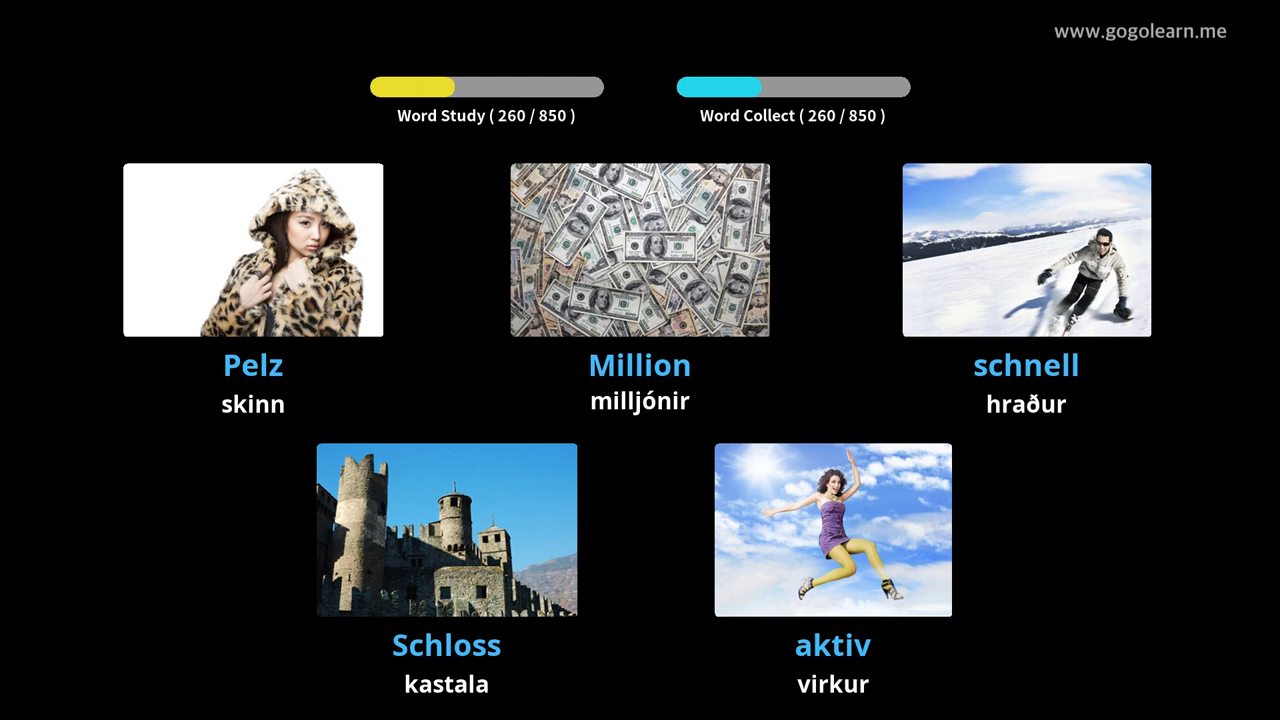 www.gogolearn.me
Word Study ( 260 / 850 )
Word Collect ( 260 / 850 )
Pelz
skinn
Million
milljónir
schnell
hraður
Schloss
kastala
aktiv
virkur